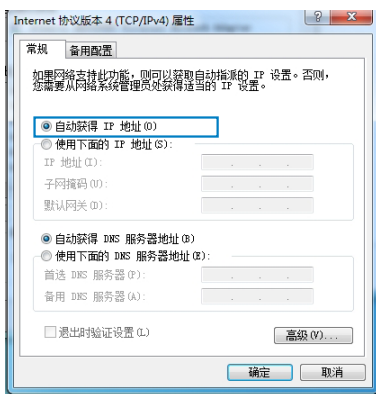 Internet 协议版本 4 (TCP/IPv4) 属性
常规 备用配置
如果网络支持此功能，则可以获取自动指派的 IP 设置。否则，
您需要从网络系统管理员处获得适当的 IP 设置。
自动获得 IP 地址(O)
使用下面的 IP 地址(S):
IP 地址(I):
子网掩码(U):
默认网关(D):
自动获得 DNS 服务器地址(B)
使用下面的 DNS 服务器地址(E):
首选 DNS 服务器(P):
备用 DNS 服务器(A):
退出时验证设置(L)
高级(V)...
确定 取消